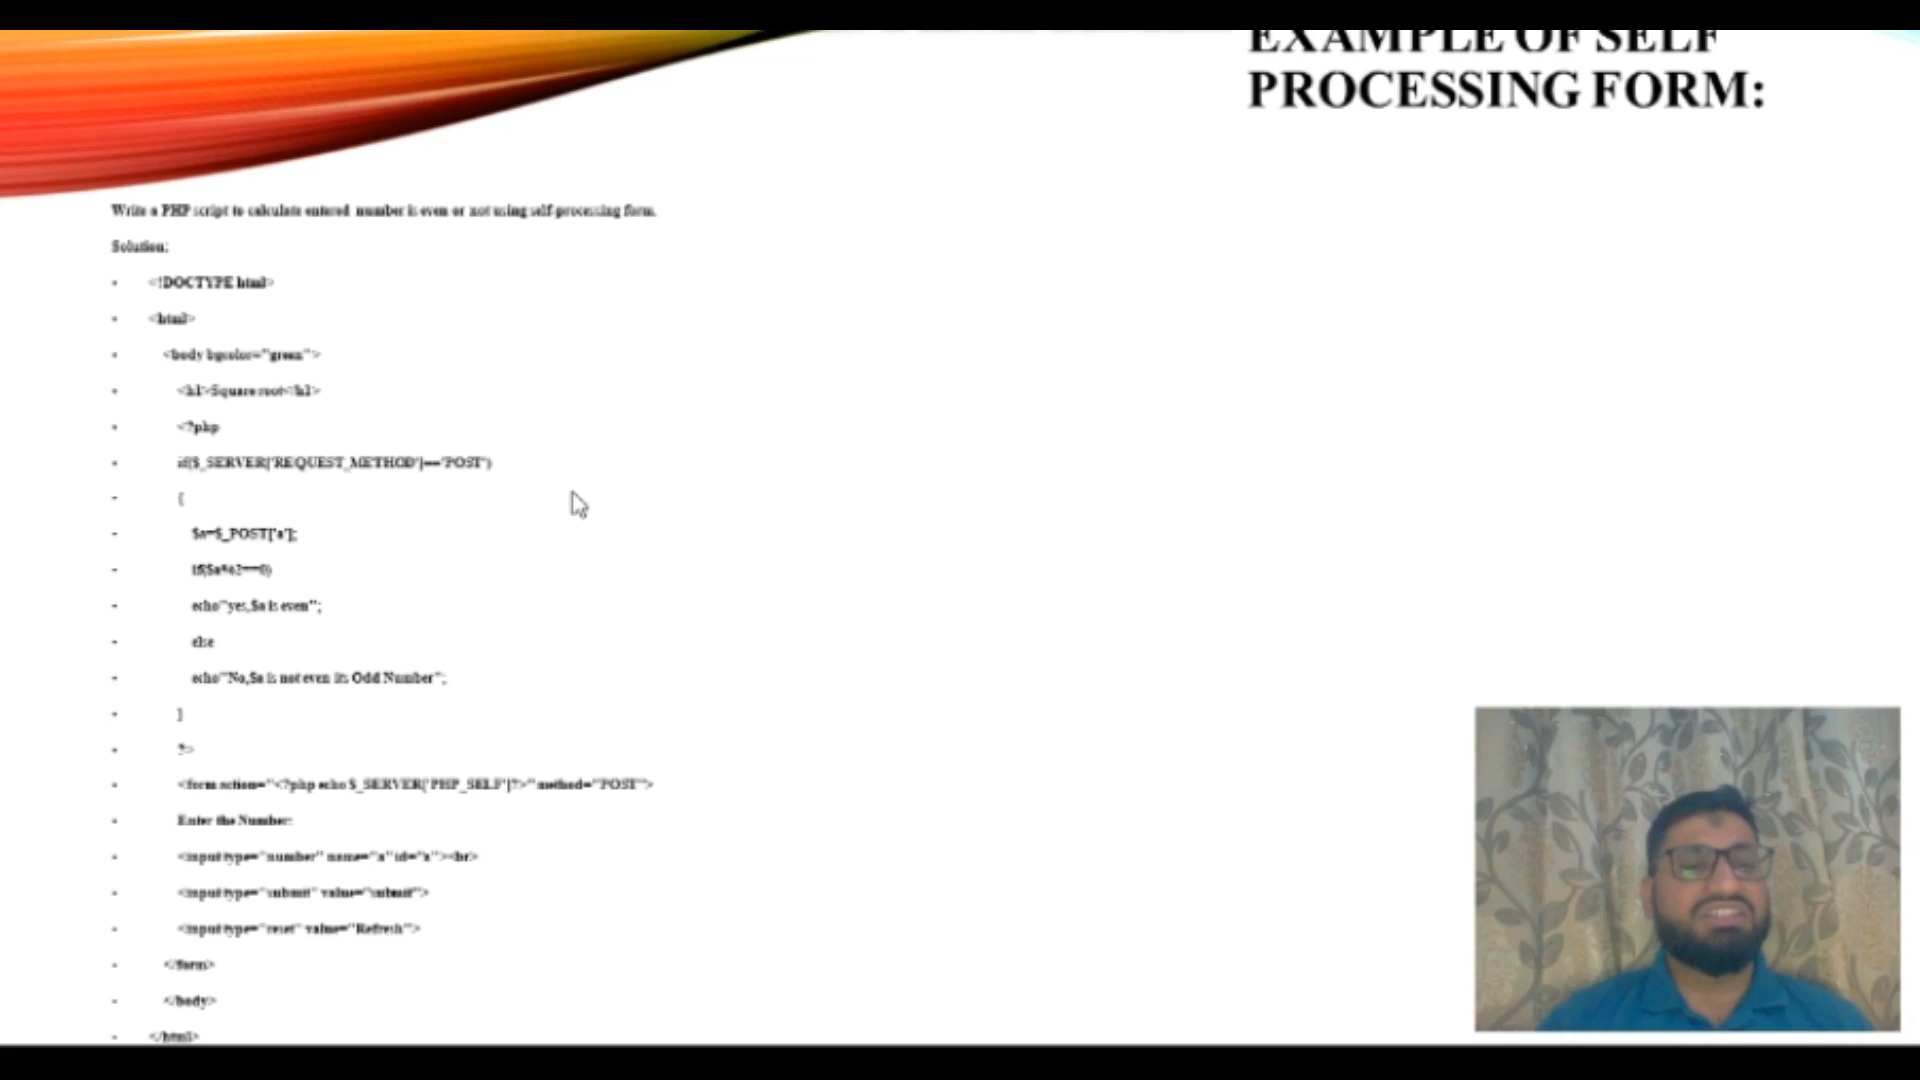 EXAMPLE OF SELF
PROCESSING FORM:
Write a PHP script to calculate entered number is even or not using self-processing form.
Solution:
<!DOCTYPE html>
<html>
<body bgcolor="green">
<h1>Square root</h1>
<?php
if($_SERVER['REQUEST_METHOD']=='POST')
{
$a=$_POST['a'];
if($a%2==0)
echo"yes,$a is even";
else
echo"No,$a is not even its Odd Number";
}
?>
<form action="<?php echo $_SERVER['PHP_SELF']?>" method="POST">
Enter the Number:
<input type="number" name="a" id="a"><br>
<input type="submit" value="submit">
<input type="reset" value="Refresh">
</form>
</body>
</html>